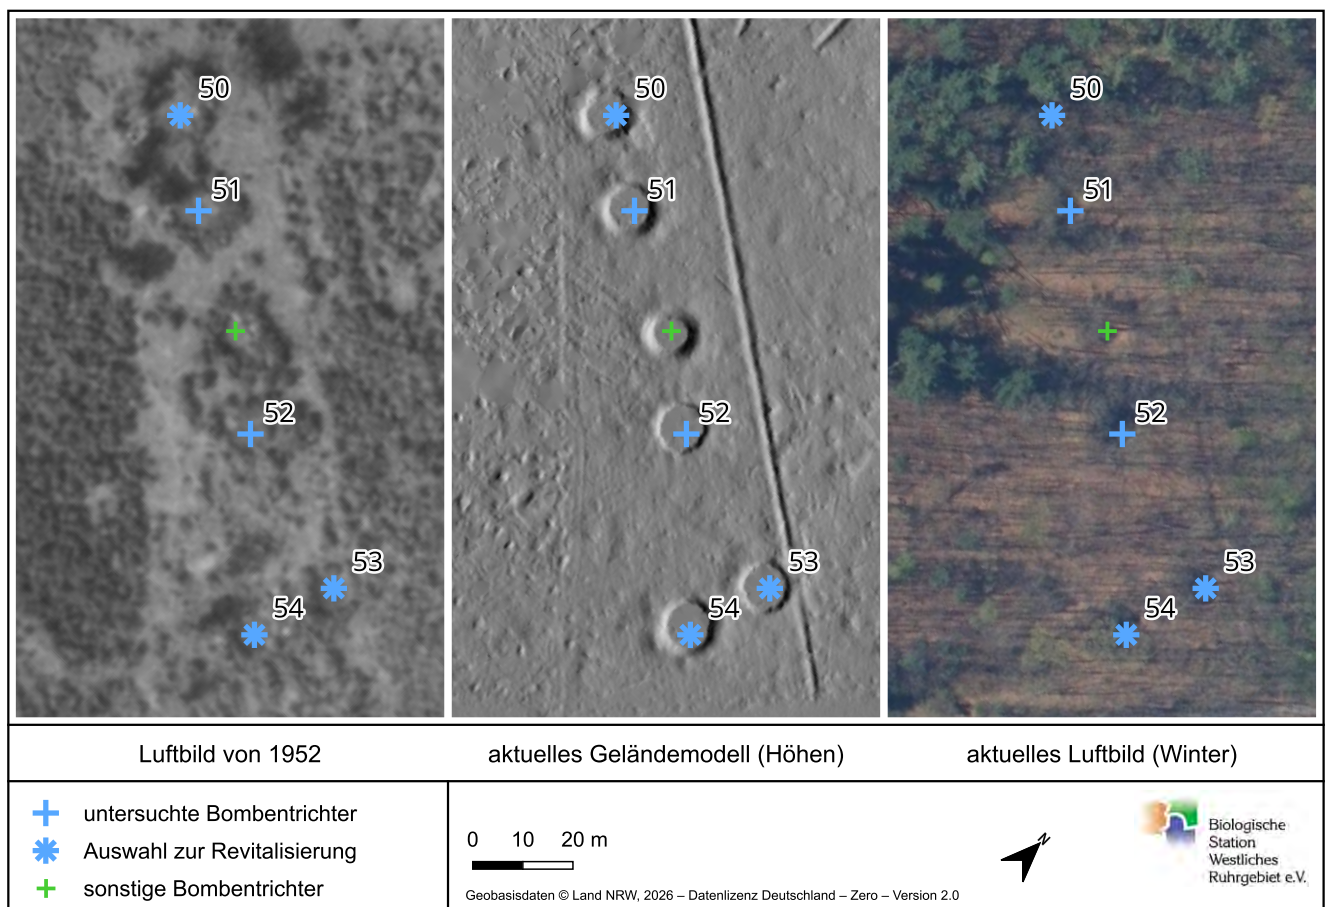 50
51
52
53
54
50
51
52
53
54
50
51
52
53
54
Luftbild von 1952
aktuelles Geländemodell (Höhen)
aktuelles Luftbild (Winter)
untersuchte Bombentrichter
Auswahl zur Revitalisierung
sonstige Bombentrichter
0 10 20 m
Geobasisdaten © Land NRW, 2026 – Datenlizenz Deutschland – Zero – Version 2.0
N
Biologische
Station
Westliches
Ruhrgebiet e.V.